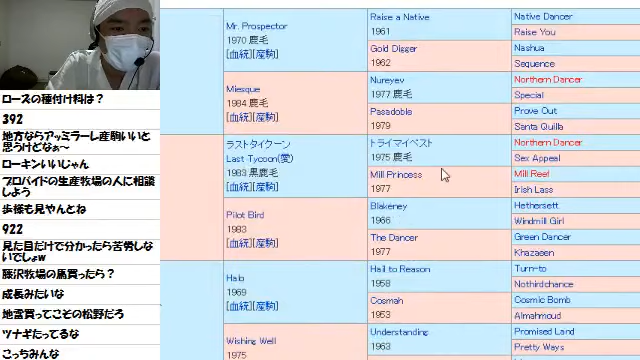 ロースの種付け料は？
392
地方ならアッミラーレ産駒いいと
思うけどなぁ～
ローキンいいじゃん
プロバイドの生産牧場の人に相談
しよう
歩様も見やんとね
922
見た目だけで分かったら苦労しな
いでしょw
藤沢牧場の馬買ったら？
成長みたいな
地雷買ってこその松野だろ
ツナギたってるな
こっちみんな
Mr. Prospector
1970 鹿毛
[血統][産駒]
Miesque
1984 鹿毛
[血統][産駒]
ラストタイクーン
Last Tycoon(愛)
1983 黒鹿毛
[血統][産駒]
Pilot Bird
1983
[血統][産駒]
Halo
1969
[血統][産駒]
Wishing Well
1975
Raise a Native
1961
Gold Digger
1962
Nureyev
1977 鹿毛
Pasadoble
1979
トライマイベスト
1975 鹿毛
Mill Princess
1977
Blakeney
1966
The Dancer
1977
Hail to Reason
1958
Cosmah
1953
Understanding
1963
Native Dancer
Raise You
Nashua
Sequence
Northern Dancer
Special
Prove Out
Santa Quilla
Northern Dancer
Sex Appeal
Mill Reef
Irish Lass
Hethersett
Windmill Girl
Green Dancer
Khazaeen
Turn-to
Nothirdchance
Cosmic Bomb
Almahmoud
Promised Land
Pretty Ways